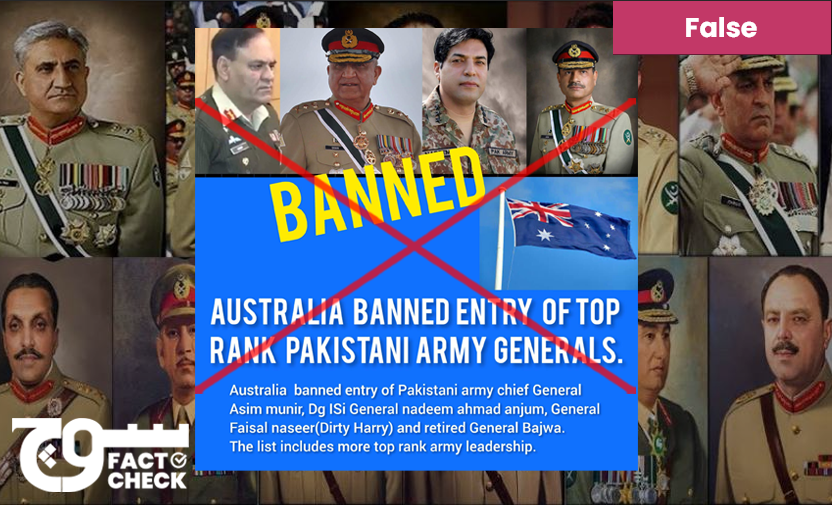 False
BANNED
AUSTRALIA BANNED ENTRY OF TOP
RANK PAKISTANI ARMY GENERALS.
Australia banned entry of Pakistani army chief General
Asim munir, Dg ISi General nadeem ahmad anjum, General
Faisal naseer(Dirty Harry) and retired General Bajwa.
The list includes more top rank army leadership.
سوچ
FACT
CHECK